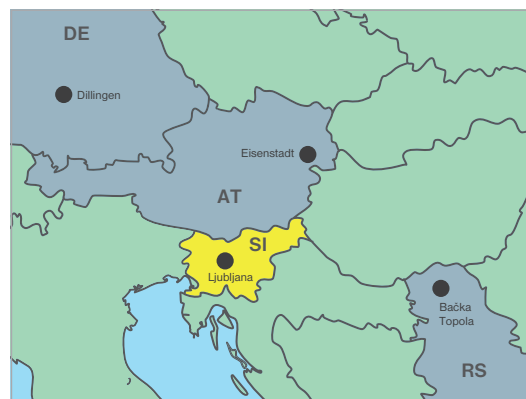 DE
Dillingen
Eisenstadt
AT
SI
Ljubljana
Bačka
Topola
RS